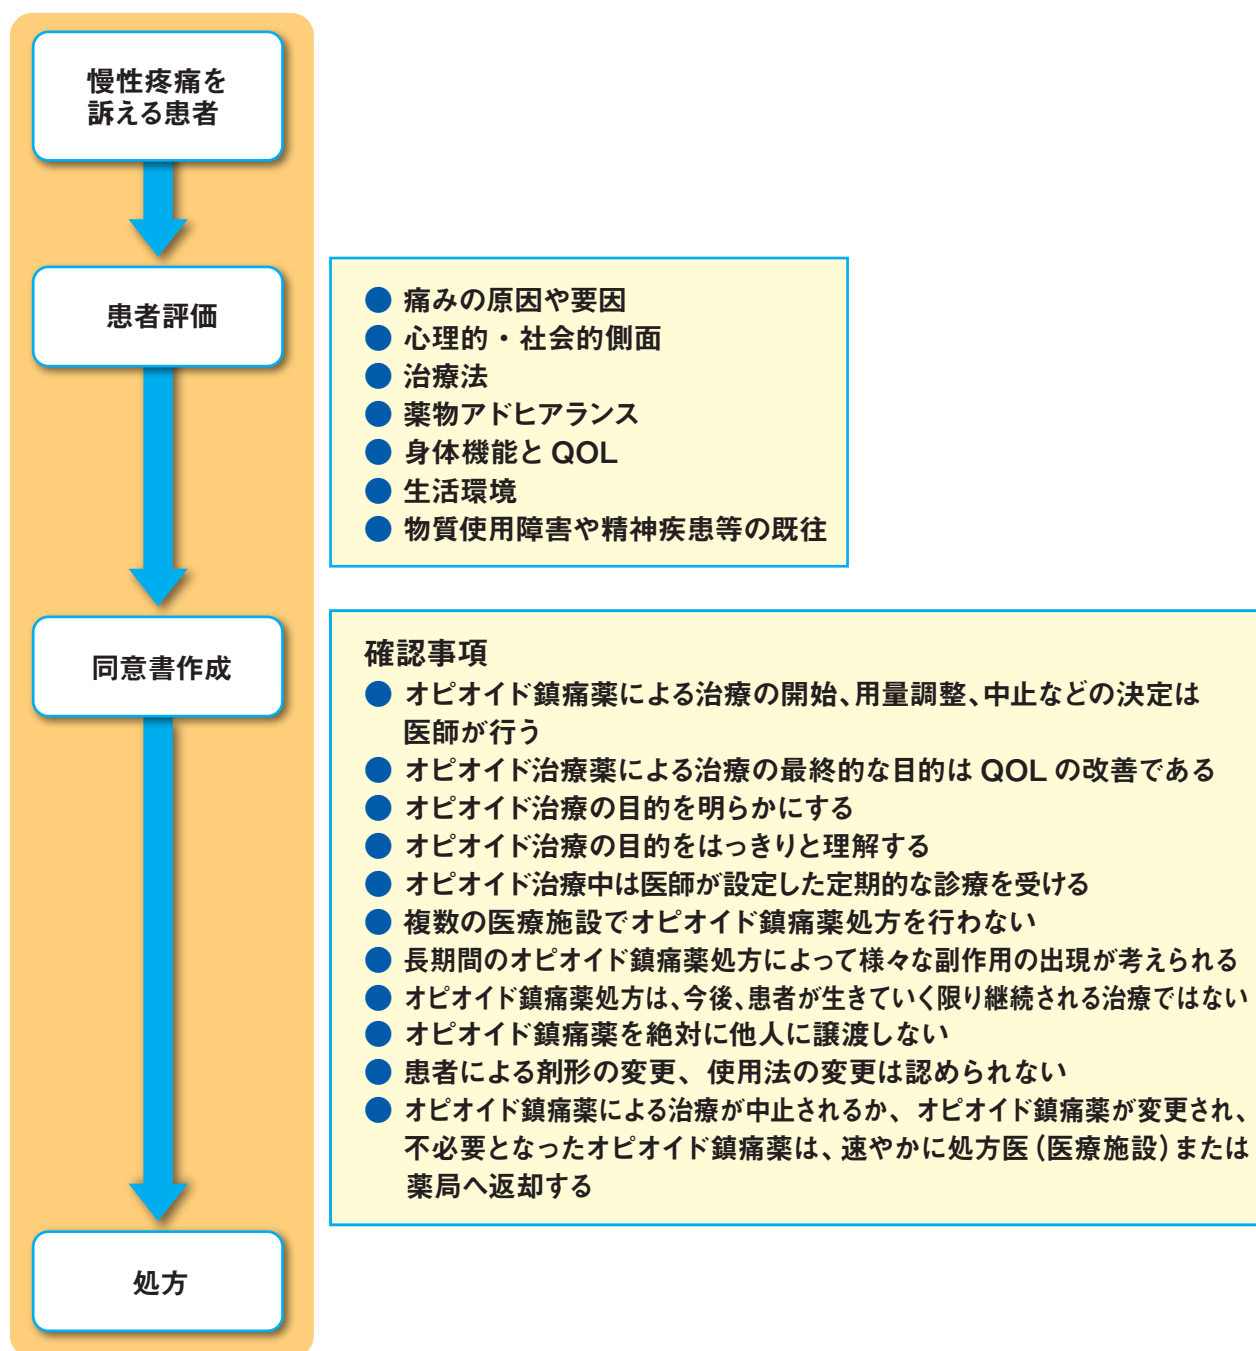 慢性疼痛を
訴える患者
患者評価
● 痛みの原因や要因
● 心理的・社会的側面
● 治療法
● 薬物アドヒアランス
● 身体機能と QOL
● 生活環境
● 物質使用障害や精神疾患等の既往
同意書作成
確認事項
● オピオイド鎮痛薬による治療の開始、用量調整、中止などの決定は
医師が行う
● オピオイド治療薬による治療の最終的な目的は QOL の改善である
● オピオイド治療の目的を明らかにする
● オピオイド治療の目的をはっきりと理解する
● オピオイド治療中は医師が設定した定期的な診療を受ける
● 複数の医療施設でオピオイド鎮痛薬処方を行わない
● 長期間のオピオイド鎮痛薬処方によって様々な副作用の出現が考えられる
● オピオイド鎮痛薬処方は、今後、患者が生きていく限り継続される治療ではない
● オピオイド鎮痛薬を絶対に他人に譲渡しない
● 患者による剤形の変更、使用法の変更は認められない
● オピオイド鎮痛薬による治療が中止されるか、オピオイド鎮痛薬が変更され、
不必要となったオピオイド鎮痛薬は、速やかに処方医（医療施設）または
薬局へ返却する
処方